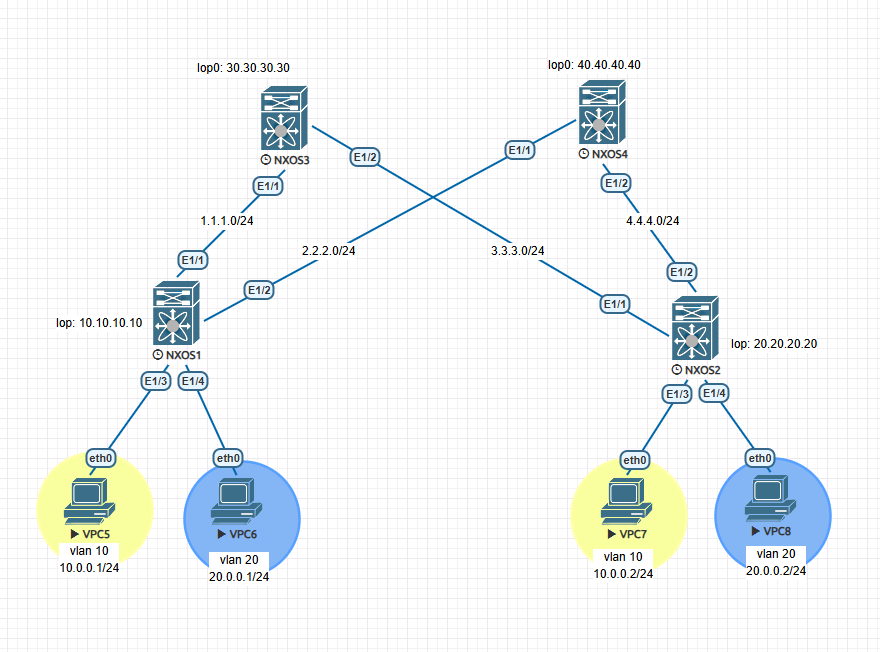 lop0: 30.30.30.30
lop0: 40.40.40.40
NXOS3
NXOS4
E1/2
E1/1
E1/1
E1/2
1.1.1.0/24
4.4.4.0/24
2.2.2.0/24
3.3.3.0/24
E1/1
E1/2
E1/2
E1/1
lop: 10.10.10.10
lop: 20.20.20.20
NXOS1
NXOS2
E1/3
E1/4
E1/3
E1/4
eth0
eth0
eth0
eth0
VPC5
VPC6
VPC7
VPC8
vlan 10
10.0.0.1/24
vlan 20
20.0.0.1/24
vlan 10
10.0.0.2/24
vlan 20
20.0.0.2/24